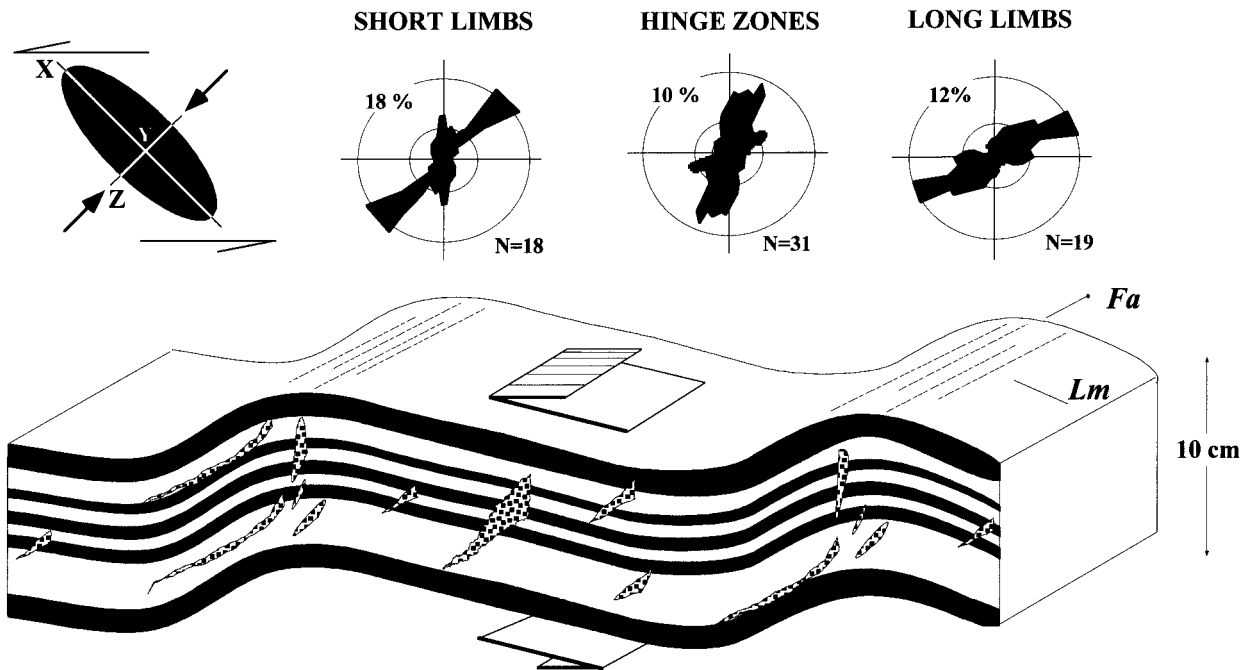 SHORT LIMBS
HINGE ZONES
LONG LIMBS
X
Y
Z
18 %
10 %
12%
N=18
N=31
N=19
Fa
Lm
10 cm